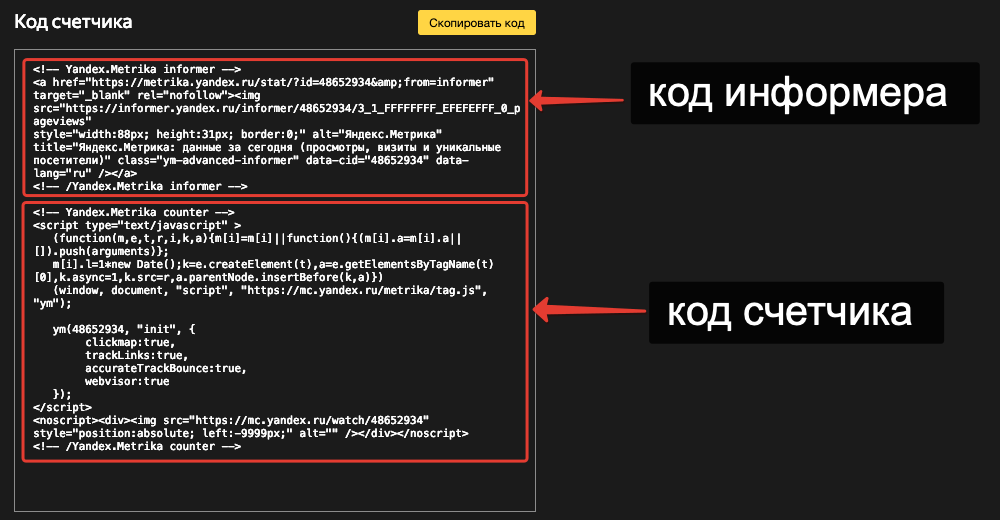 Код счетчика
Скопировать код
<!-- Yandex.Metrika informer -->
<a href="https://metrika.yandex.ru/stat/?id=48652934&amp;from=informer"
target="_blank" rel="nofollow"><img
src="https://informer.yandex.ru/informer/48652934/3_1_FFFFFFFF_EFEFEFFF_0_p
ageviews"
style="width:88px; height:31px; border:0;" alt="Яндекс.Метрика"
title="Яндекс.Метрика: данные за сегодня (просмотры, визиты и уникальные
посетители)" class="ym-advanced-informer" data-cid="48652934" data-
lang="ru" /></a>
<!-- /Yandex.Metrika informer -->
код информера
<!-- Yandex.Metrika counter -->
<script type="text/javascript" >
(function(m,e,t,r,i,k,a){m[i]=m[i]||function(){(m[i].a=m[i].a||
[]).push(arguments)};
m[i].l=1*new Date();k=e.createElement(t),a=e.getElementsByTagName(t)
[0],k.async=1,k.src=r,a.parentNode.insertBefore(k,a)})
(window, document, "script", "https://mc.yandex.ru/metrika/tag.js",
"ym");
ym(48652934, "init", {
clickmap:true,
trackLinks:true,
accurateTrackBounce:true,
webvisor:true
});
</script>
<noscript><div><img src="https://mc.yandex.ru/watch/48652934"
style="position:absolute; left:-9999px;" alt="" /></div></noscript>
<!-- /Yandex.Metrika counter -->
код счетчика